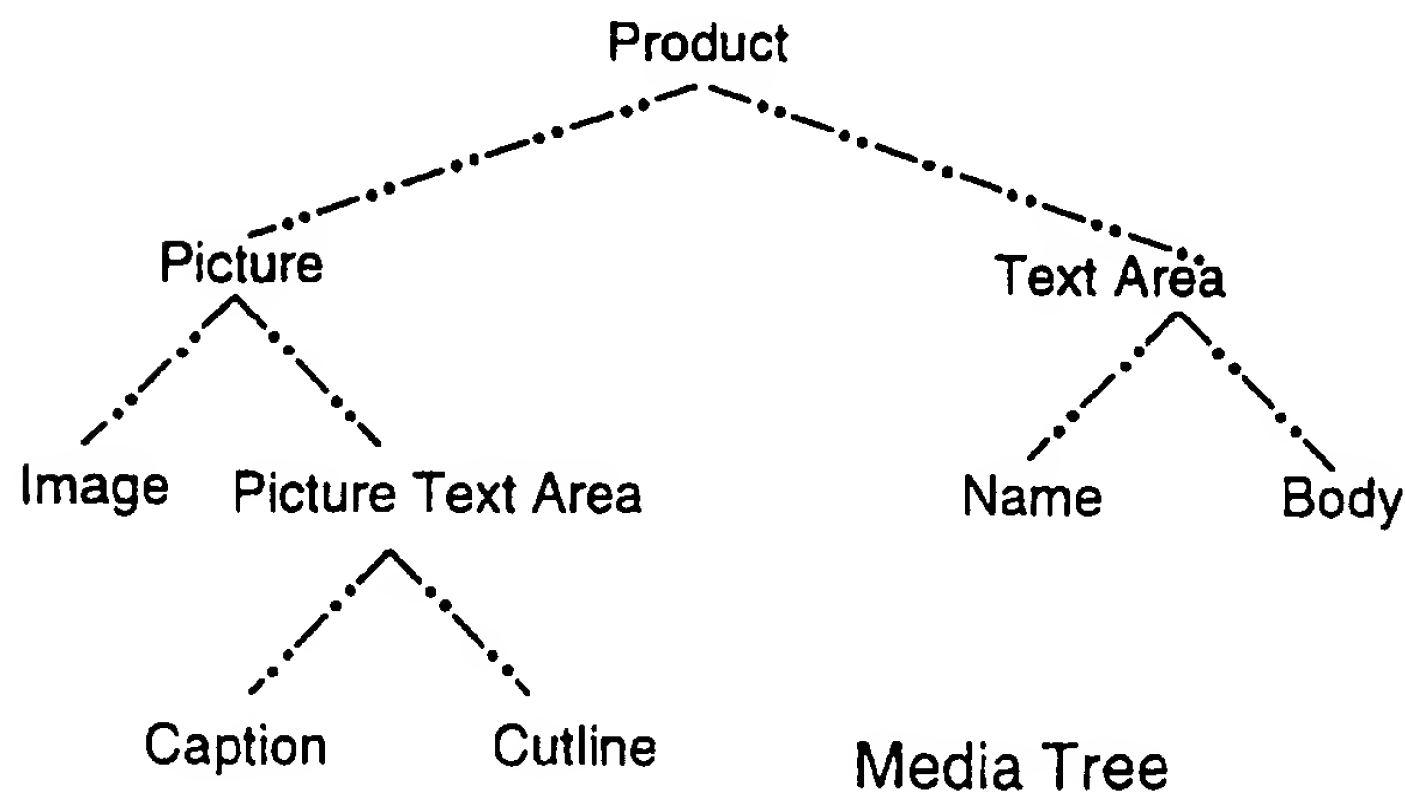 Product
Picture
Text Area
Image
Picture Text Area
Name
Body
Caption
Cutline
Media Tree